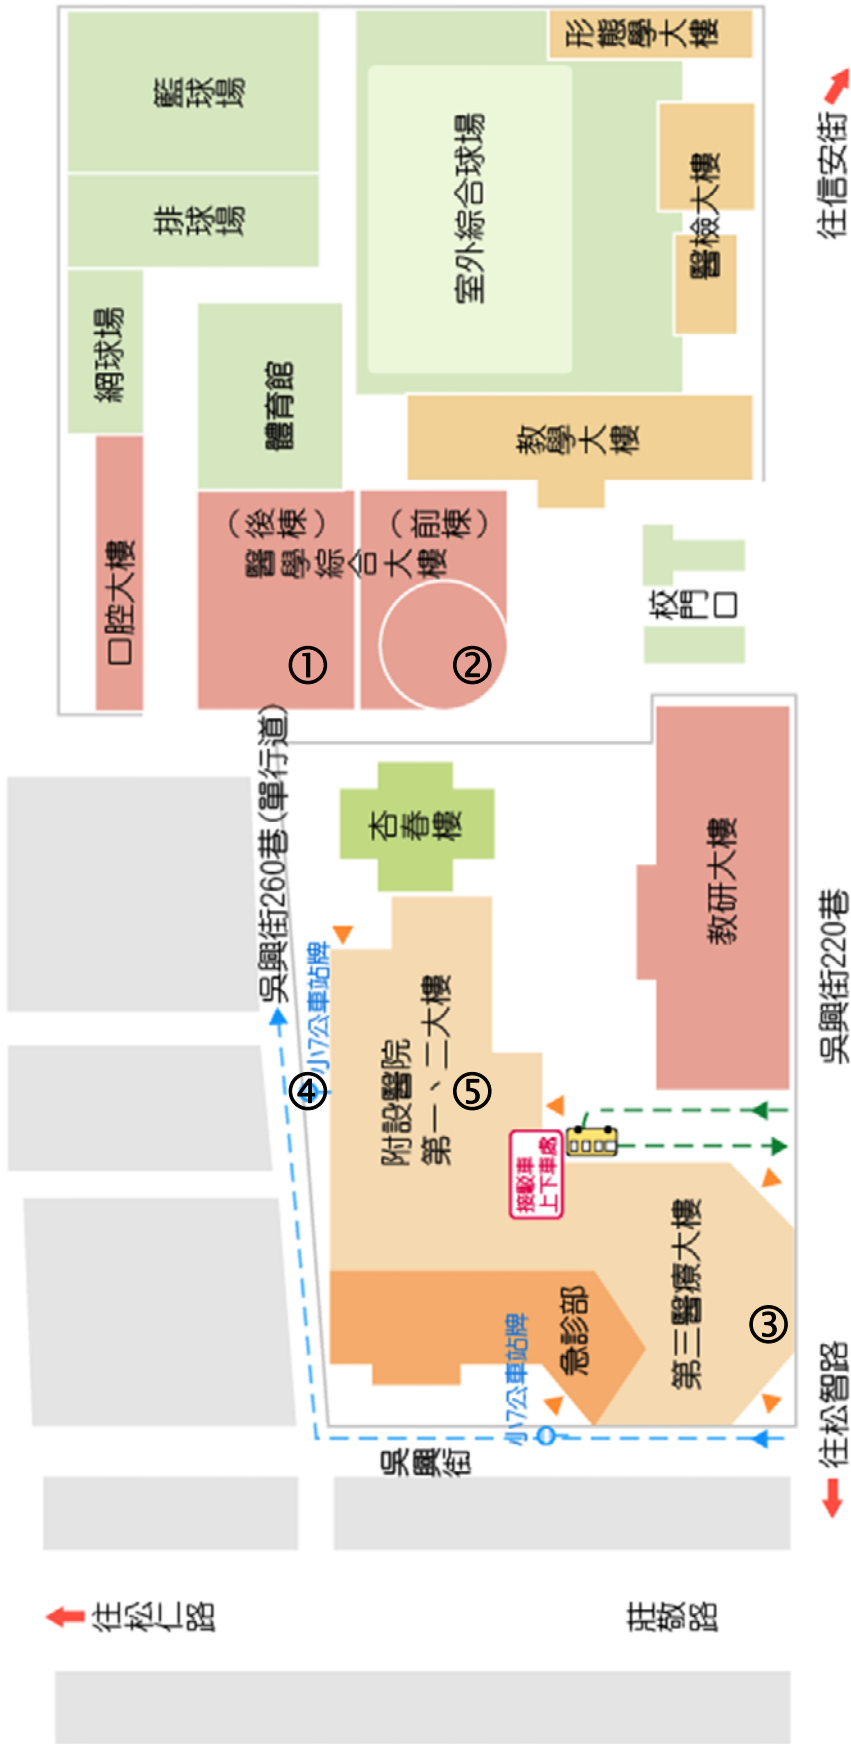 籃球場
排球場
網球場
口腔大樓
體育館
(後棟)
(前棟)
醫學綜合大樓
①
②
室外綜合球場
形態學大樓
醫檢大樓
教學大樓
校門口
往信安街
吳興街260巷(單行道)
杏春樓
小7公車站牌
④
附設醫院
第一、二大樓
⑤
教研大樓
吳興街220巷
接駁車
上下車處
急診部
第三醫療大樓
③
小7公車站牌
吳興街
往松智路
往松仁路
莊敬路